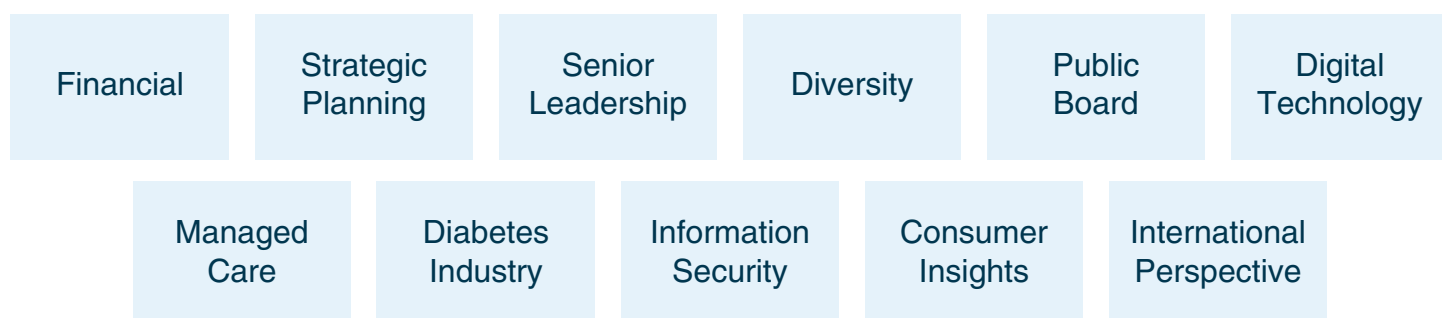 Financial
Strategic
Planning
Senior
Leadership
Diversity
Public
Board
Digital
Technology
Managed
Care
Diabetes
Industry
Information
Security
Consumer
Insights
International
Perspective